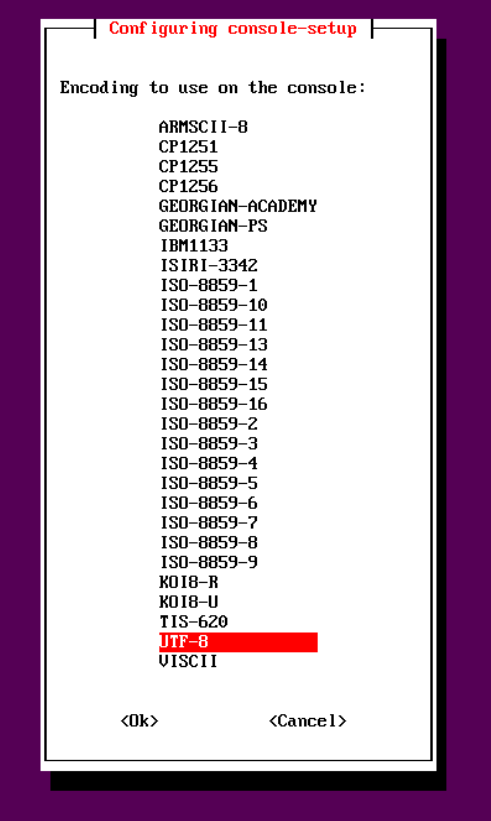 Configuring console-setup
Encoding to use on the console:
ARMSCII-8
CP1251
CP1255
CP1256
GEORGIAN-ACADEMY
GEORGIAN-PS
IBM1133
ISIRI-3342
ISO-8859-1
ISO-8859-10
ISO-8859-11
ISO-8859-13
ISO-8859-14
ISO-8859-15
ISO-8859-16
ISO-8859-2
ISO-8859-3
ISO-8859-4
ISO-8859-5
ISO-8859-6
ISO-8859-7
ISO-8859-8
ISO-8859-9
KOI8-R
KOI8-U
TIS-620
UTF-8
VISCII
<Ok> <Cancel>